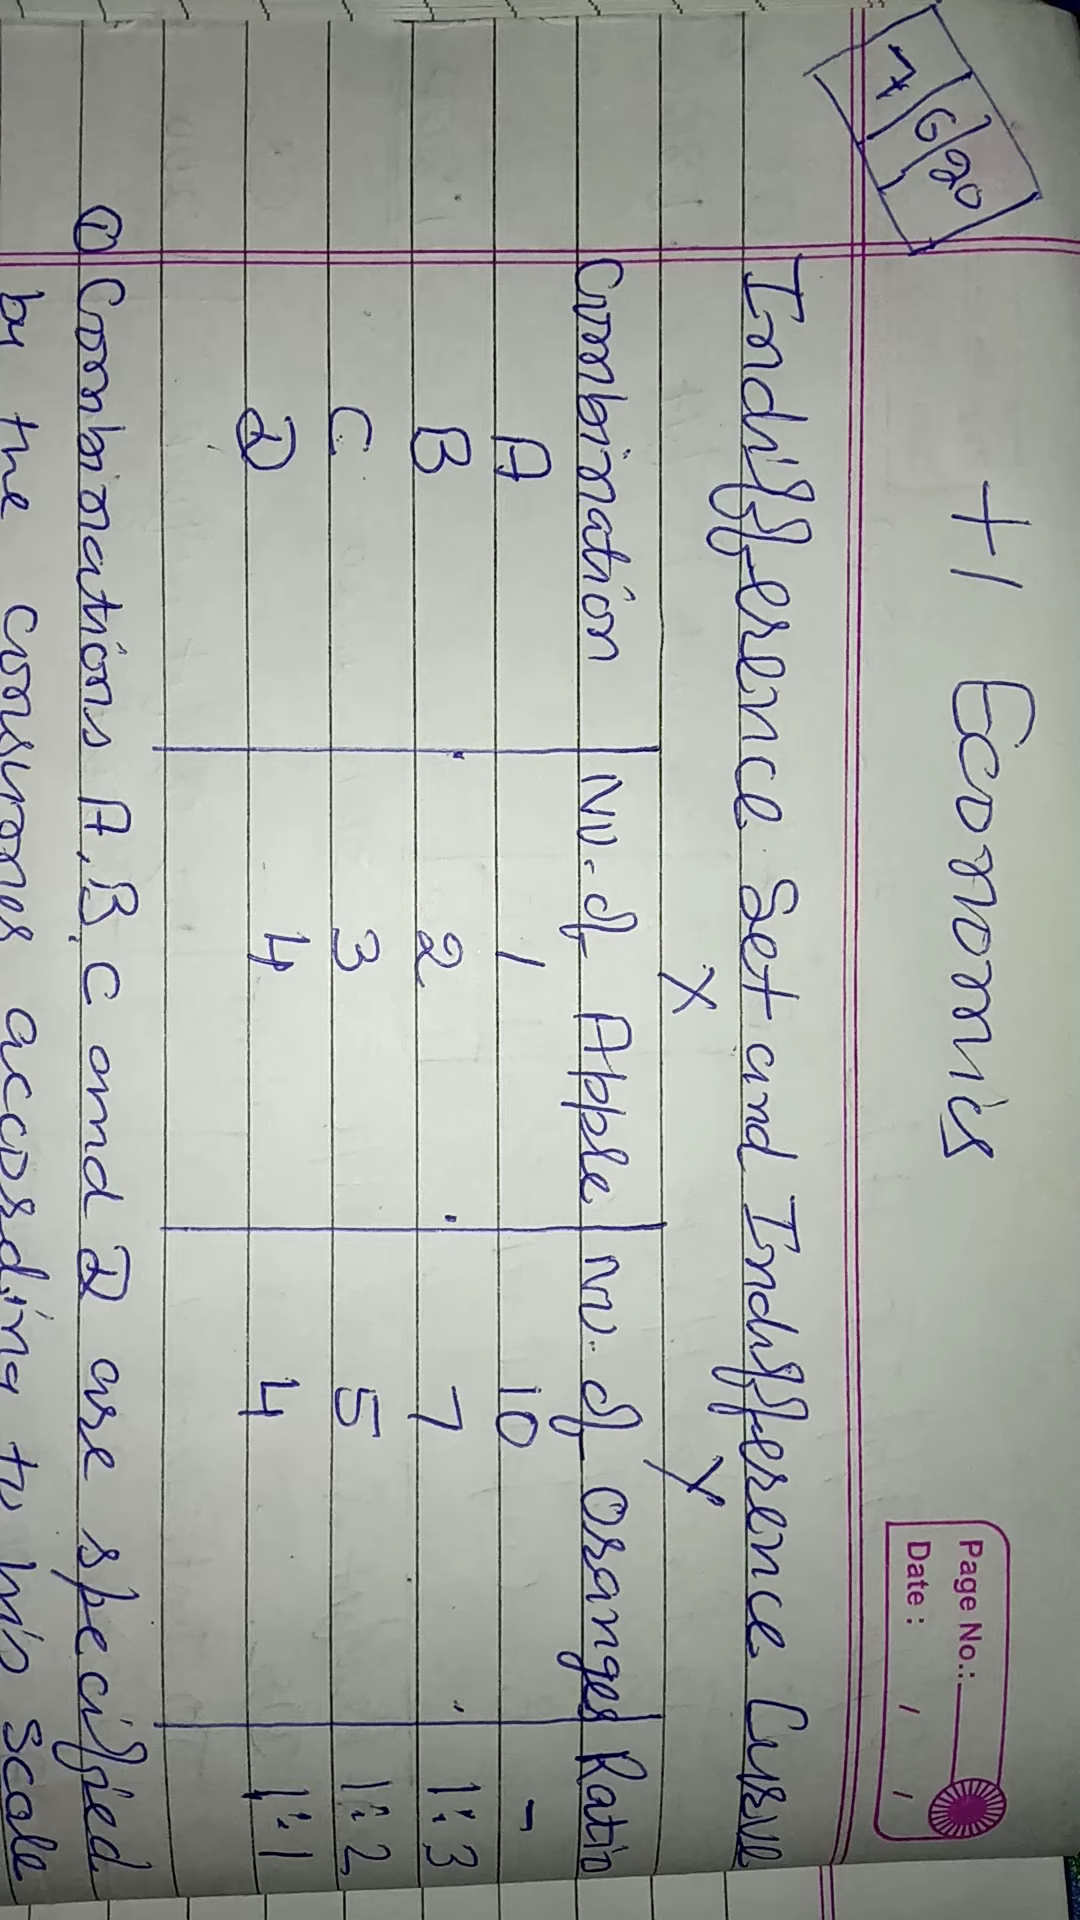 7/6/20
+1 Economics
Page No.:
Date: / /
Indifference Set and Indifference Curve
X Y
Combination No. of Apple No. of Oranges Ratio
A 1 10 -
B 2 7 1:3
C 3 5 1:2
D 4 4 1:1
① Combinations A, B, C and D are specified
by the consumer according to his scale